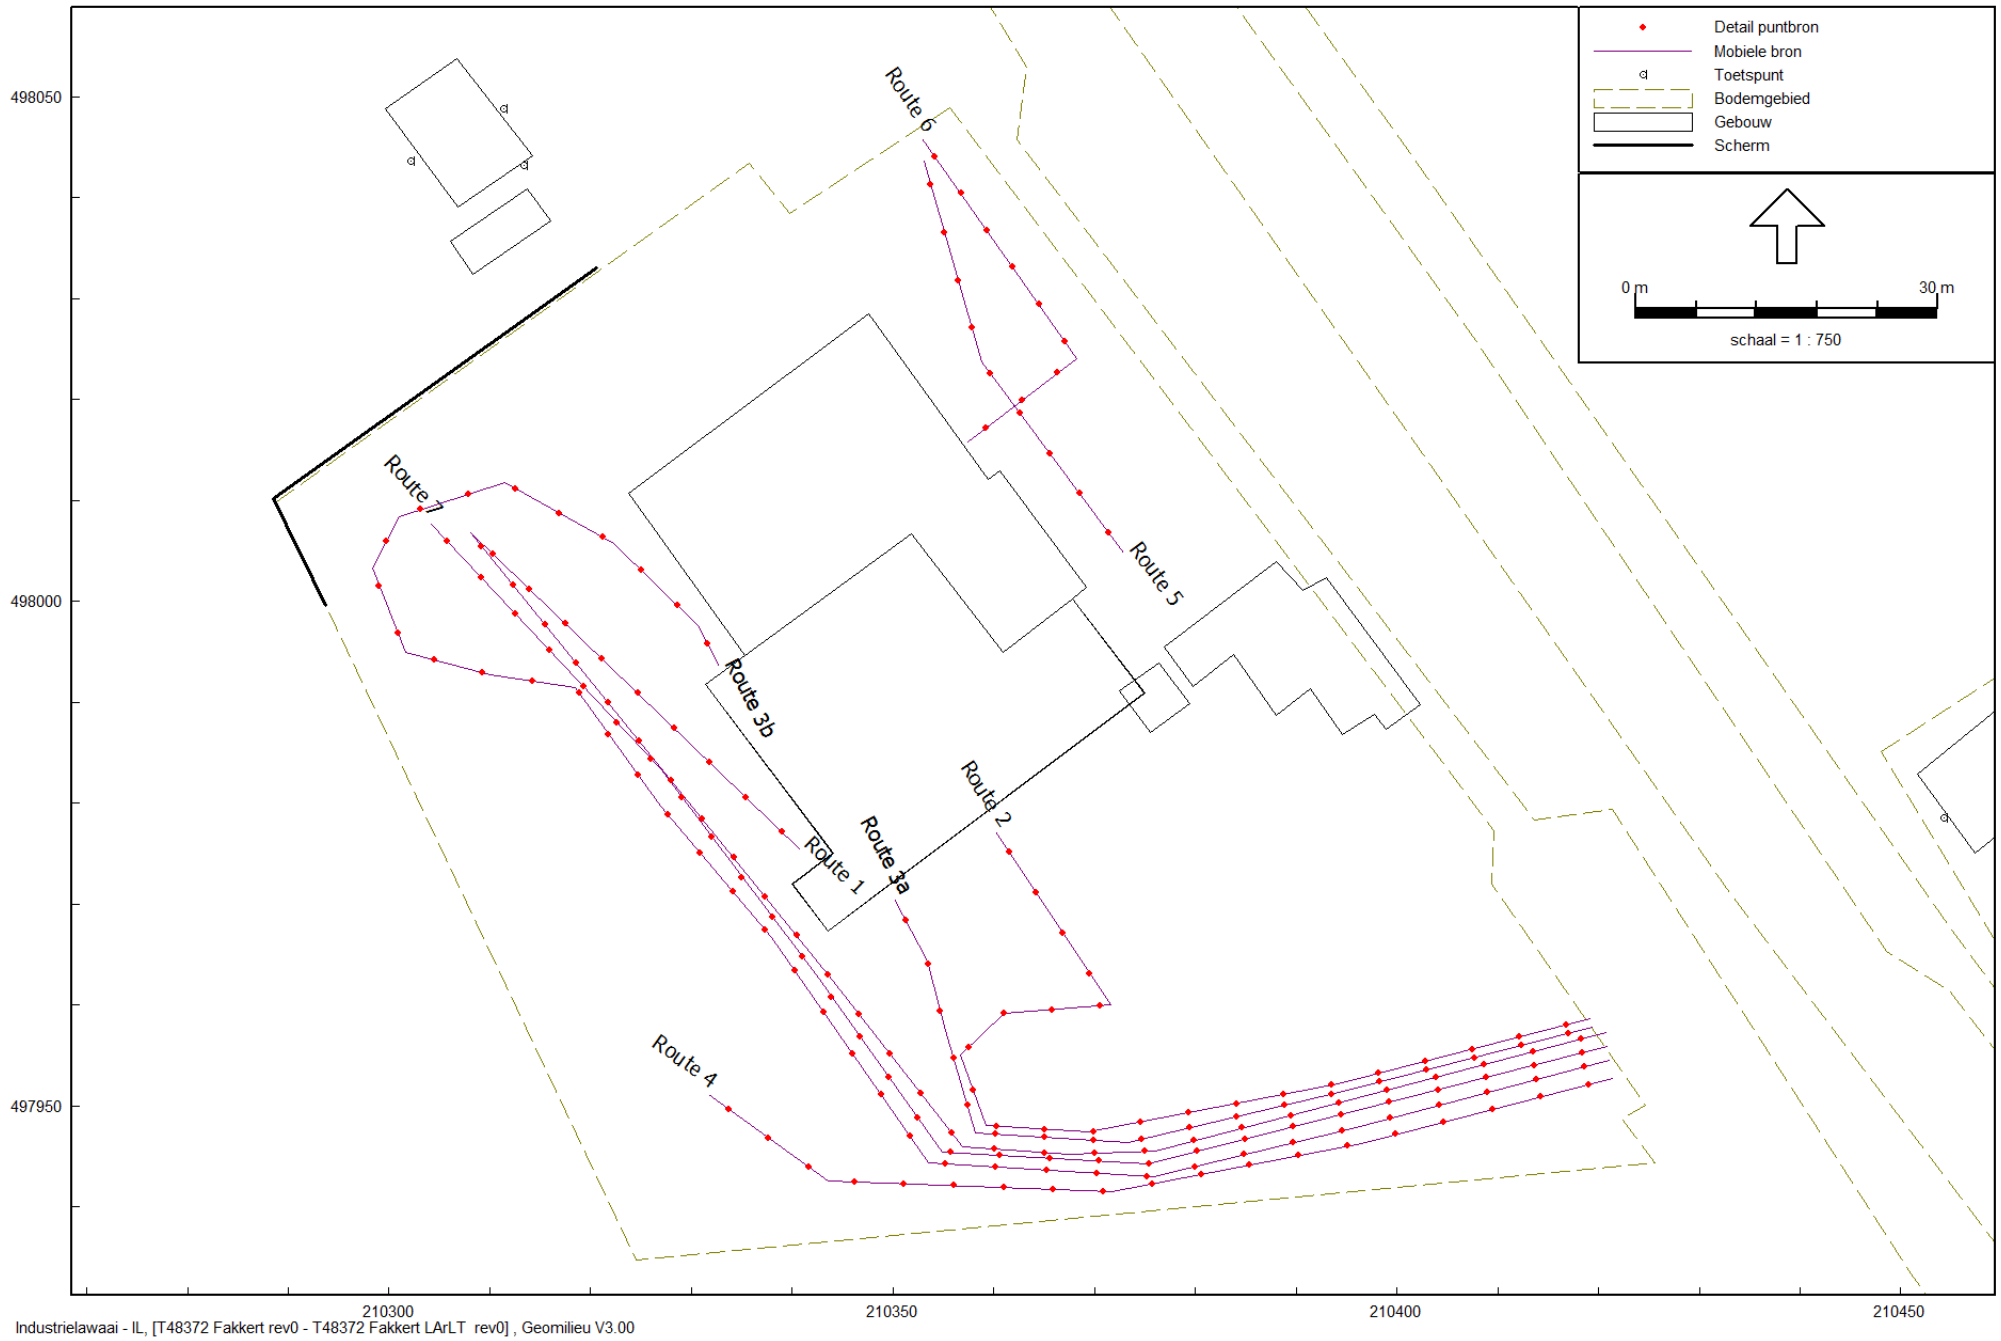 Detail puntbron
Mobiele bron
Toetspunt
Bodemgebied
Gebouw
Scherm
0 m 30 m
schaal = 1 : 750
498050
498000
497950
Route 6
Route 7
Route 5
Route 3b
Route 2
Route 3a
Route 1
Route 4
210300 210350 210400 210450
Industrielawaai - IL, [T48372 Fakkert rev0 - T48372 Fakkert LArLT rev0] , Geomilieu V3.00